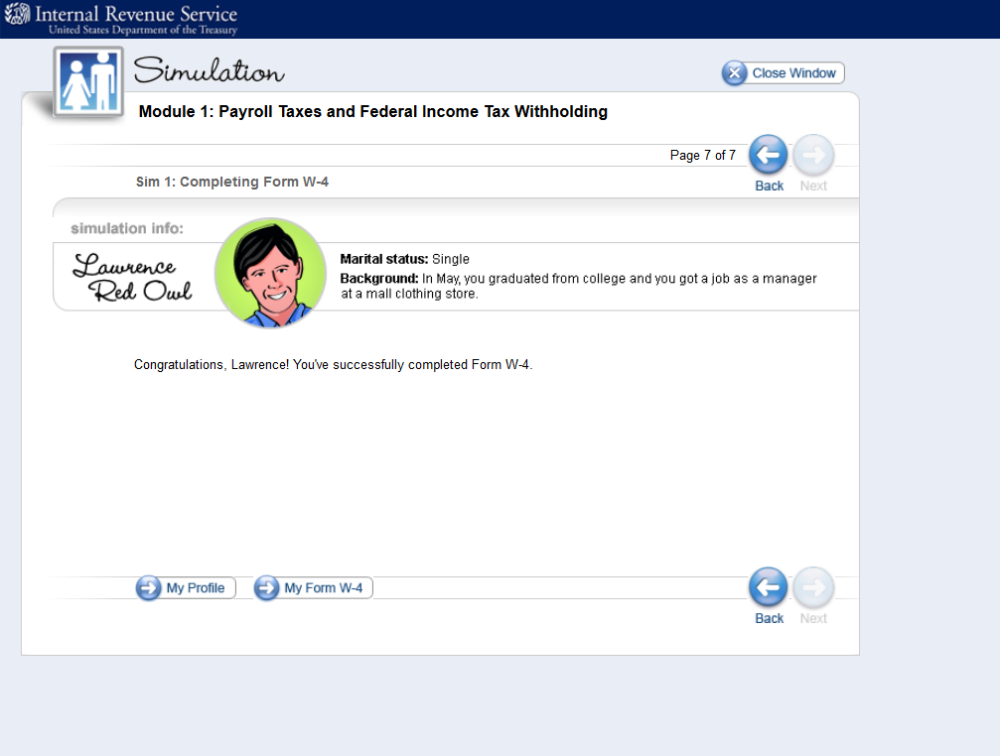 Internal Revenue Service
United States Department of the Treasury
Simulation
Close Window
Module 1: Payroll Taxes and Federal Income Tax Withholding
Page 7 of 7
Back
Next
Sim 1: Completing Form W-4
simulation info:
Lawrence
Red Owl
Marital status: Single
Background: In May, you graduated from college and you got a job as a manager
at a mall clothing store.
Congratulations, Lawrence! You've successfully completed Form W-4.
My Profile
My Form W-4
Back
Next